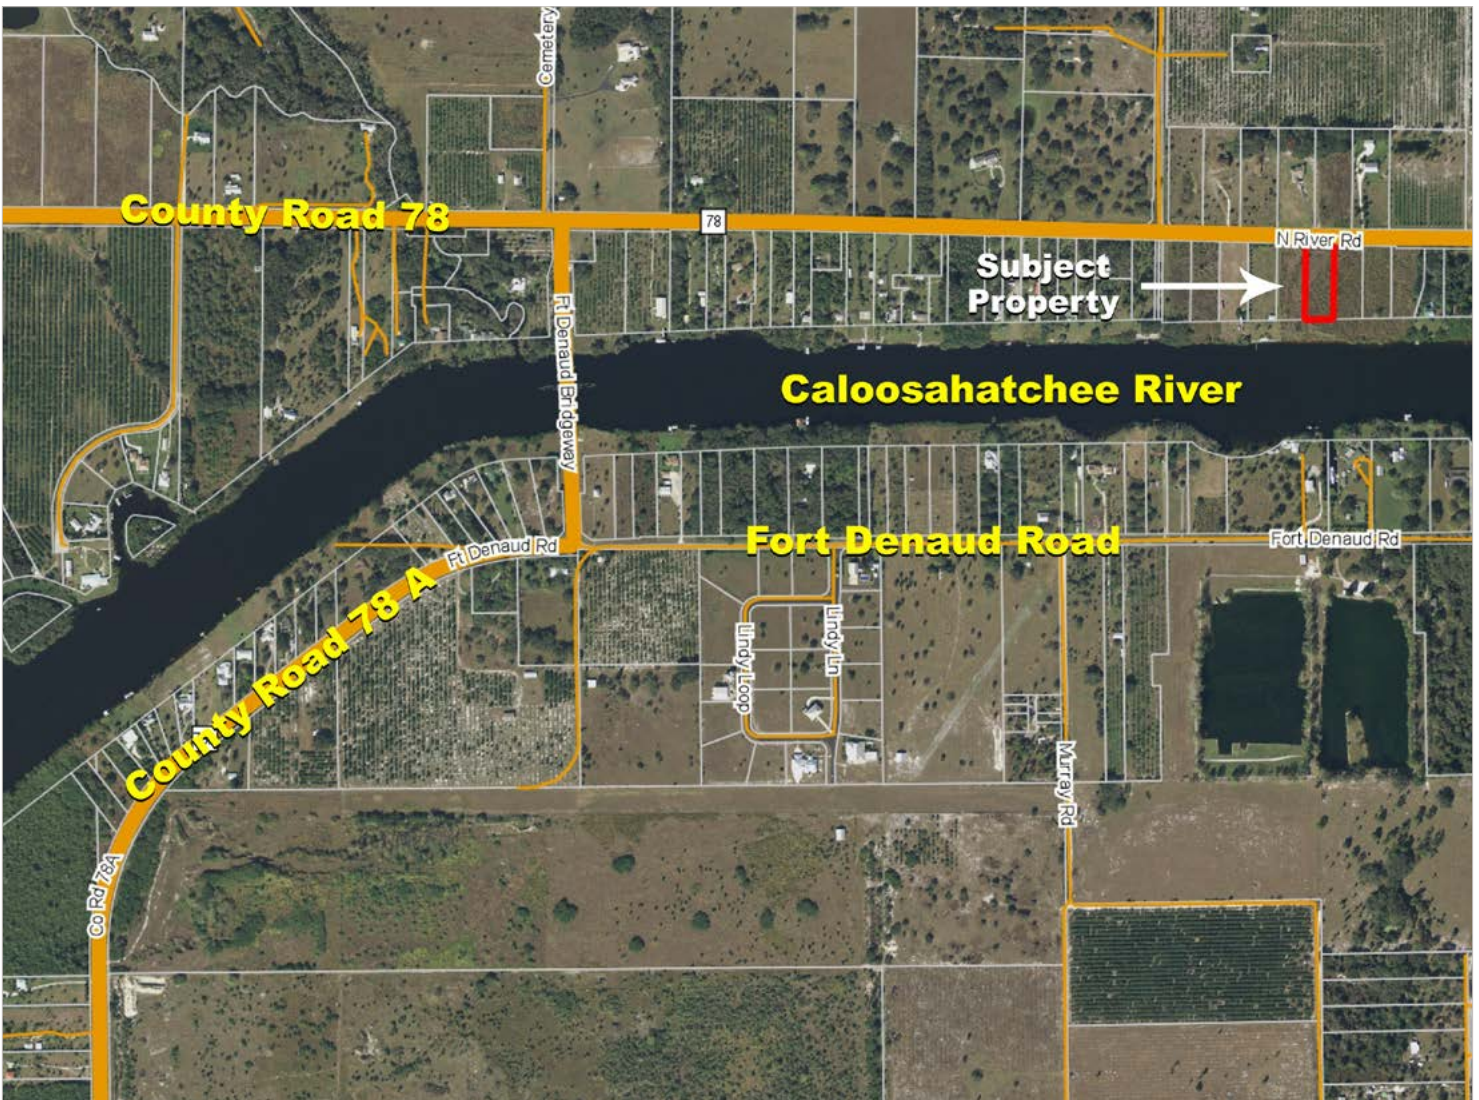 Cemetery
County Road 78
78
N River Rd
Subject
Property
Ft Denaud Bridgeway
Caloosahatchee River
Ft Denaud Rd
Fort Denaud Road
Fort Denaud Rd
County Road 78 A
Lindy Loop
Lindy Ln
Murray Rd
Co Rd 78A